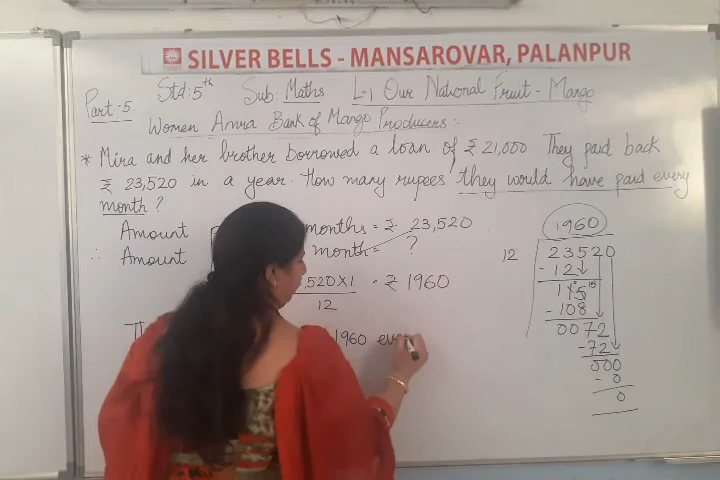 SILVER BELLS - MANSAROVAR, PALANPUR
Part-5 Std: 5th Sub: Maths L-1 Our National Fruit - Mango
Women Amra Bank of Mango Producers:
* Mira and her brother borrowed a loan of ₹ 21,000. They paid back
₹ 23,520 in a year. How many rupees they would have paid every
month?
Amount months = ₹ 23,520
∴ Amount month = ?
,520X1 = ₹ 1960
12
1960 eve
1960
12 23520
- 12
115
- 108
0072
- 72
000
- 0
0